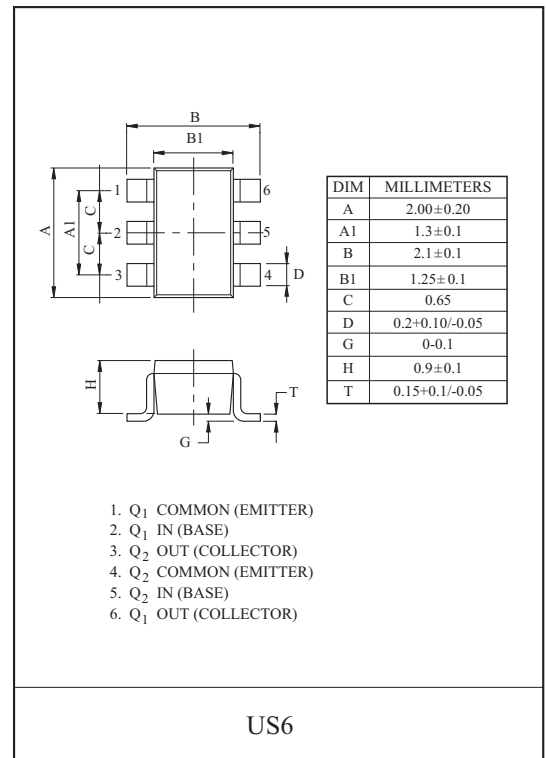 B
B1
1 6
A A1 C
2 5
C
3 4 D
H T
G
DIM MILLIMETERS
A 2.00±0.20
A1 1.3±0.1
B 2.1±0.1
B1 1.25±0.1
C 0.65
D 0.2+0.10/-0.05
G 0-0.1
H 0.9±0.1
T 0.15+0.1/-0.05
1. Q1 COMMON (EMITTER)
2. Q1 IN (BASE)
3. Q2 OUT (COLLECTOR)
4. Q2 COMMON (EMITTER)
5. Q2 IN (BASE)
6. Q1 OUT (COLLECTOR)
US6